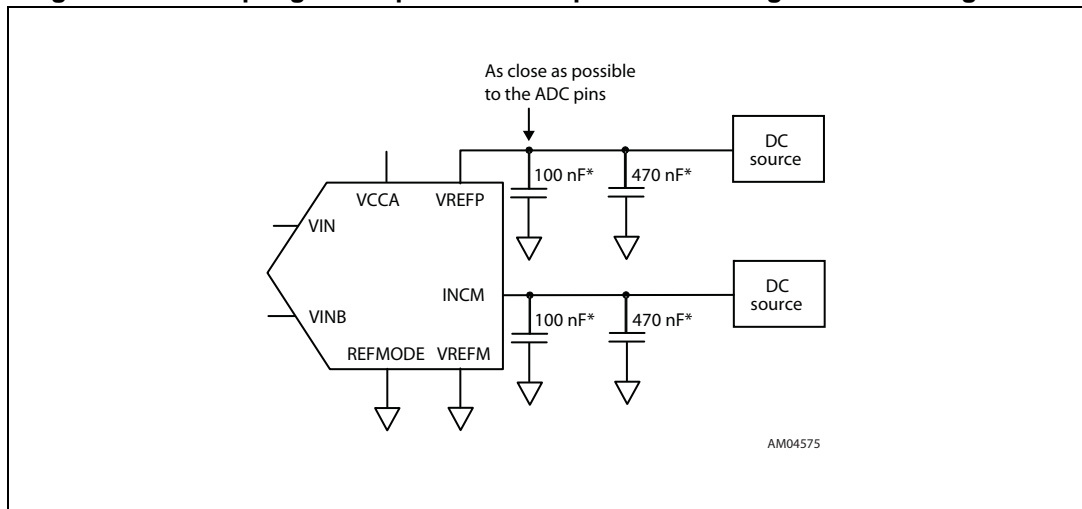 As close as possible
to the ADC pins
DC
source
100 nF*
470 nF*
VCCA
VREFP
VIN
DC
source
INCM
100 nF*
470 nF*
VINB
REFMODE
VREFM
AM04575